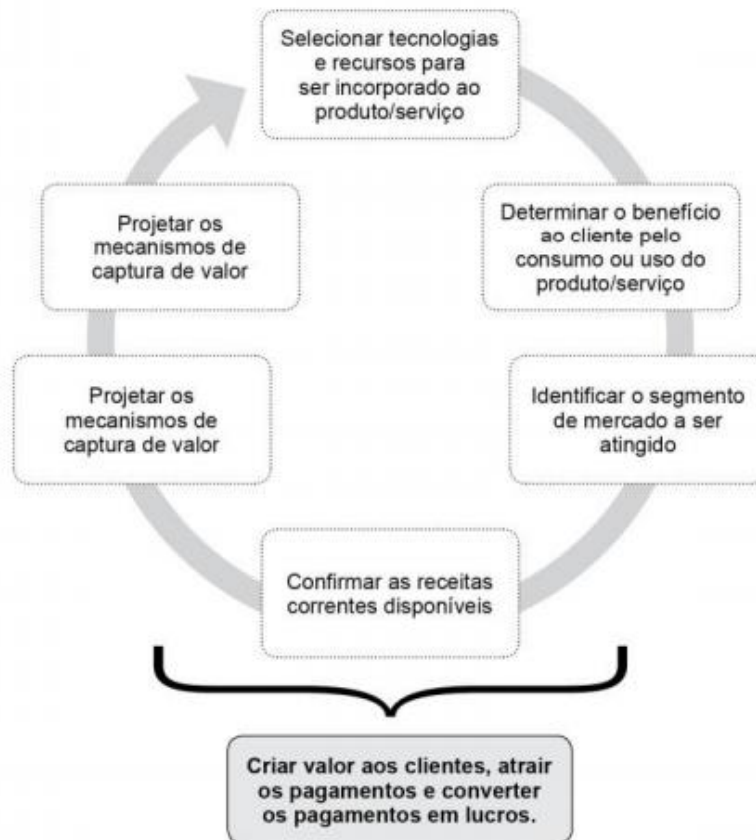 Selecionar tecnologias
e recursos para
ser incorporado ao
produto/serviço
Determinar o benefício
ao cliente pelo
consumo ou uso do
produto/serviço
Identificar o segmento
de mercado a ser
atingido
Confirmar as receitas
correntes disponíveis
Projetar os
mecanismos de
captura de valor
Projetar os
mecanismos de
captura de valor
Criar valor aos clientes, atrair
os pagamentos e converter
os pagamentos em lucros.